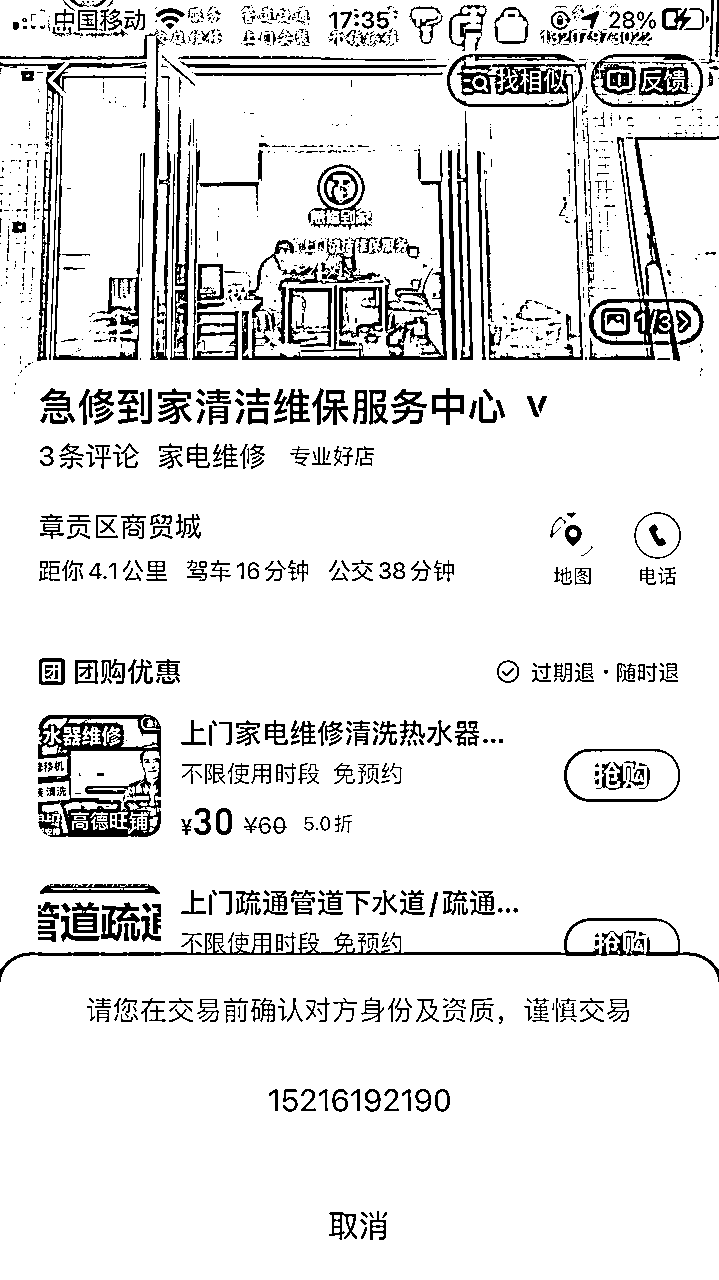 中国移动 17:35 28%
13207973022
找相似 反馈
急修到家
1/3
急修到家清洁维保服务中心
3条评论 家电维修 专业好店
章贡区商贸城
距你4.1公里 驾车16分钟 公交38分钟
地图 电话
团 团购优惠 过期退·随时退
水器维修
高德旺铺
上门家电维修清洗热水器...
不限使用时段 免预约
¥30 ¥60 5.0折
抢购
管道疏通
上门疏通管道下水道/疏通...
不限使用时段 免预约
抢购
请您在交易前确认对方身份及资质，谨慎交易
15216192190
取消